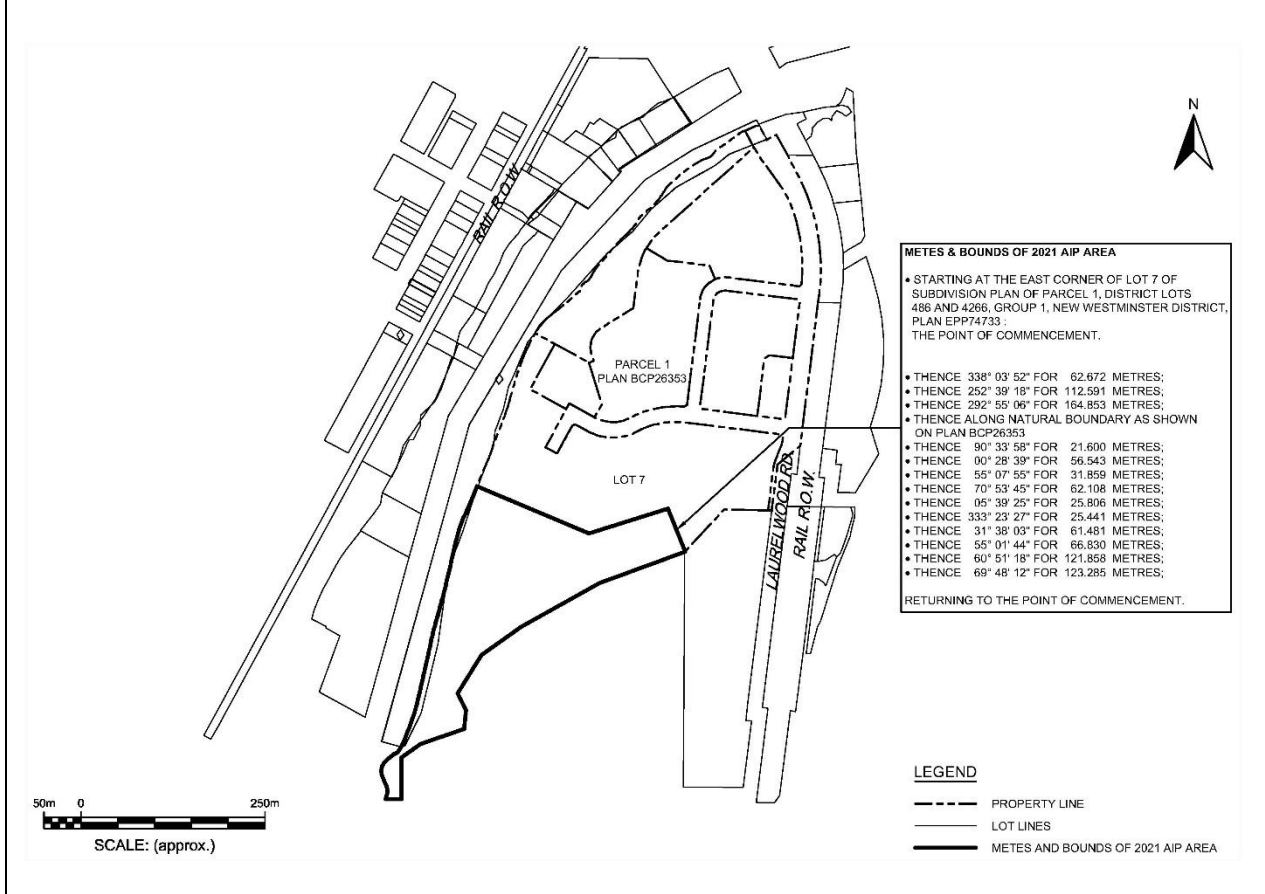 N
RAIL R.O.W.
METES & BOUNDS OF 2021 AIP AREA
• STARTING AT THE EAST CORNER OF LOT 7 OF
SUBDIVISION PLAN OF PARCEL 1, DISTRICT LOTS
486 AND 4266, GROUP 1, NEW WESTMINSTER DISTRICT,
PLAN EPP74733 :
THE POINT OF COMMENCEMENT.
• THENCE 338° 03' 52" FOR 62.672 METRES;
• THENCE 252° 39' 18" FOR 112.591 METRES;
• THENCE 292° 55' 06" FOR 164.853 METRES;
• THENCE ALONG NATURAL BOUNDARY AS SHOWN
ON PLAN BCP26353
• THENCE 90° 33' 58" FOR 21.600 METRES;
• THENCE 00° 28' 39" FOR 56.543 METRES;
• THENCE 55° 07' 55" FOR 31.859 METRES;
• THENCE 70° 53' 45" FOR 62.108 METRES;
• THENCE 05° 39' 25" FOR 25.806 METRES;
• THENCE 333° 23' 27" FOR 25.441 METRES;
• THENCE 31° 38' 03" FOR 61.481 METRES;
• THENCE 55° 01' 44" FOR 66.830 METRES;
• THENCE 60° 51' 18" FOR 121.858 METRES;
• THENCE 69° 48' 12" FOR 123.285 METRES;
RETURNING TO THE POINT OF COMMENCEMENT.
PARCEL 1
PLAN BCP26353
LOT 7
LAURELWOOD RD.
RAIL R.O.W.
LEGEND
PROPERTY LINE
LOT LINES
METES AND BOUNDS OF 2021 AIP AREA
50m 0 250m
SCALE: (approx.)